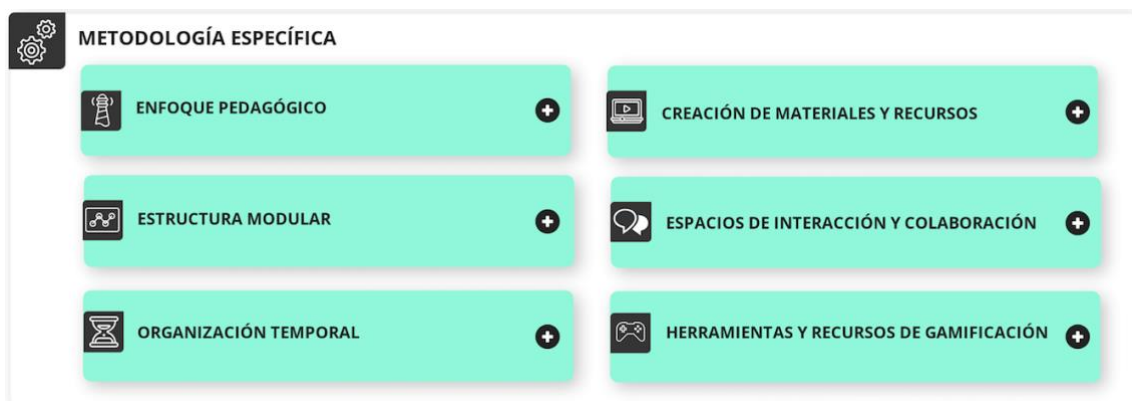 METODOLOGÍA ESPECÍFICA
ENFOQUE PEDAGÓGICO
CREACIÓN DE MATERIALES Y RECURSOS
ESTRUCTURA MODULAR
ESPACIOS DE INTERACCIÓN Y COLABORACIÓN
ORGANIZACIÓN TEMPORAL
HERRAMIENTAS Y RECURSOS DE GAMIFICACIÓN